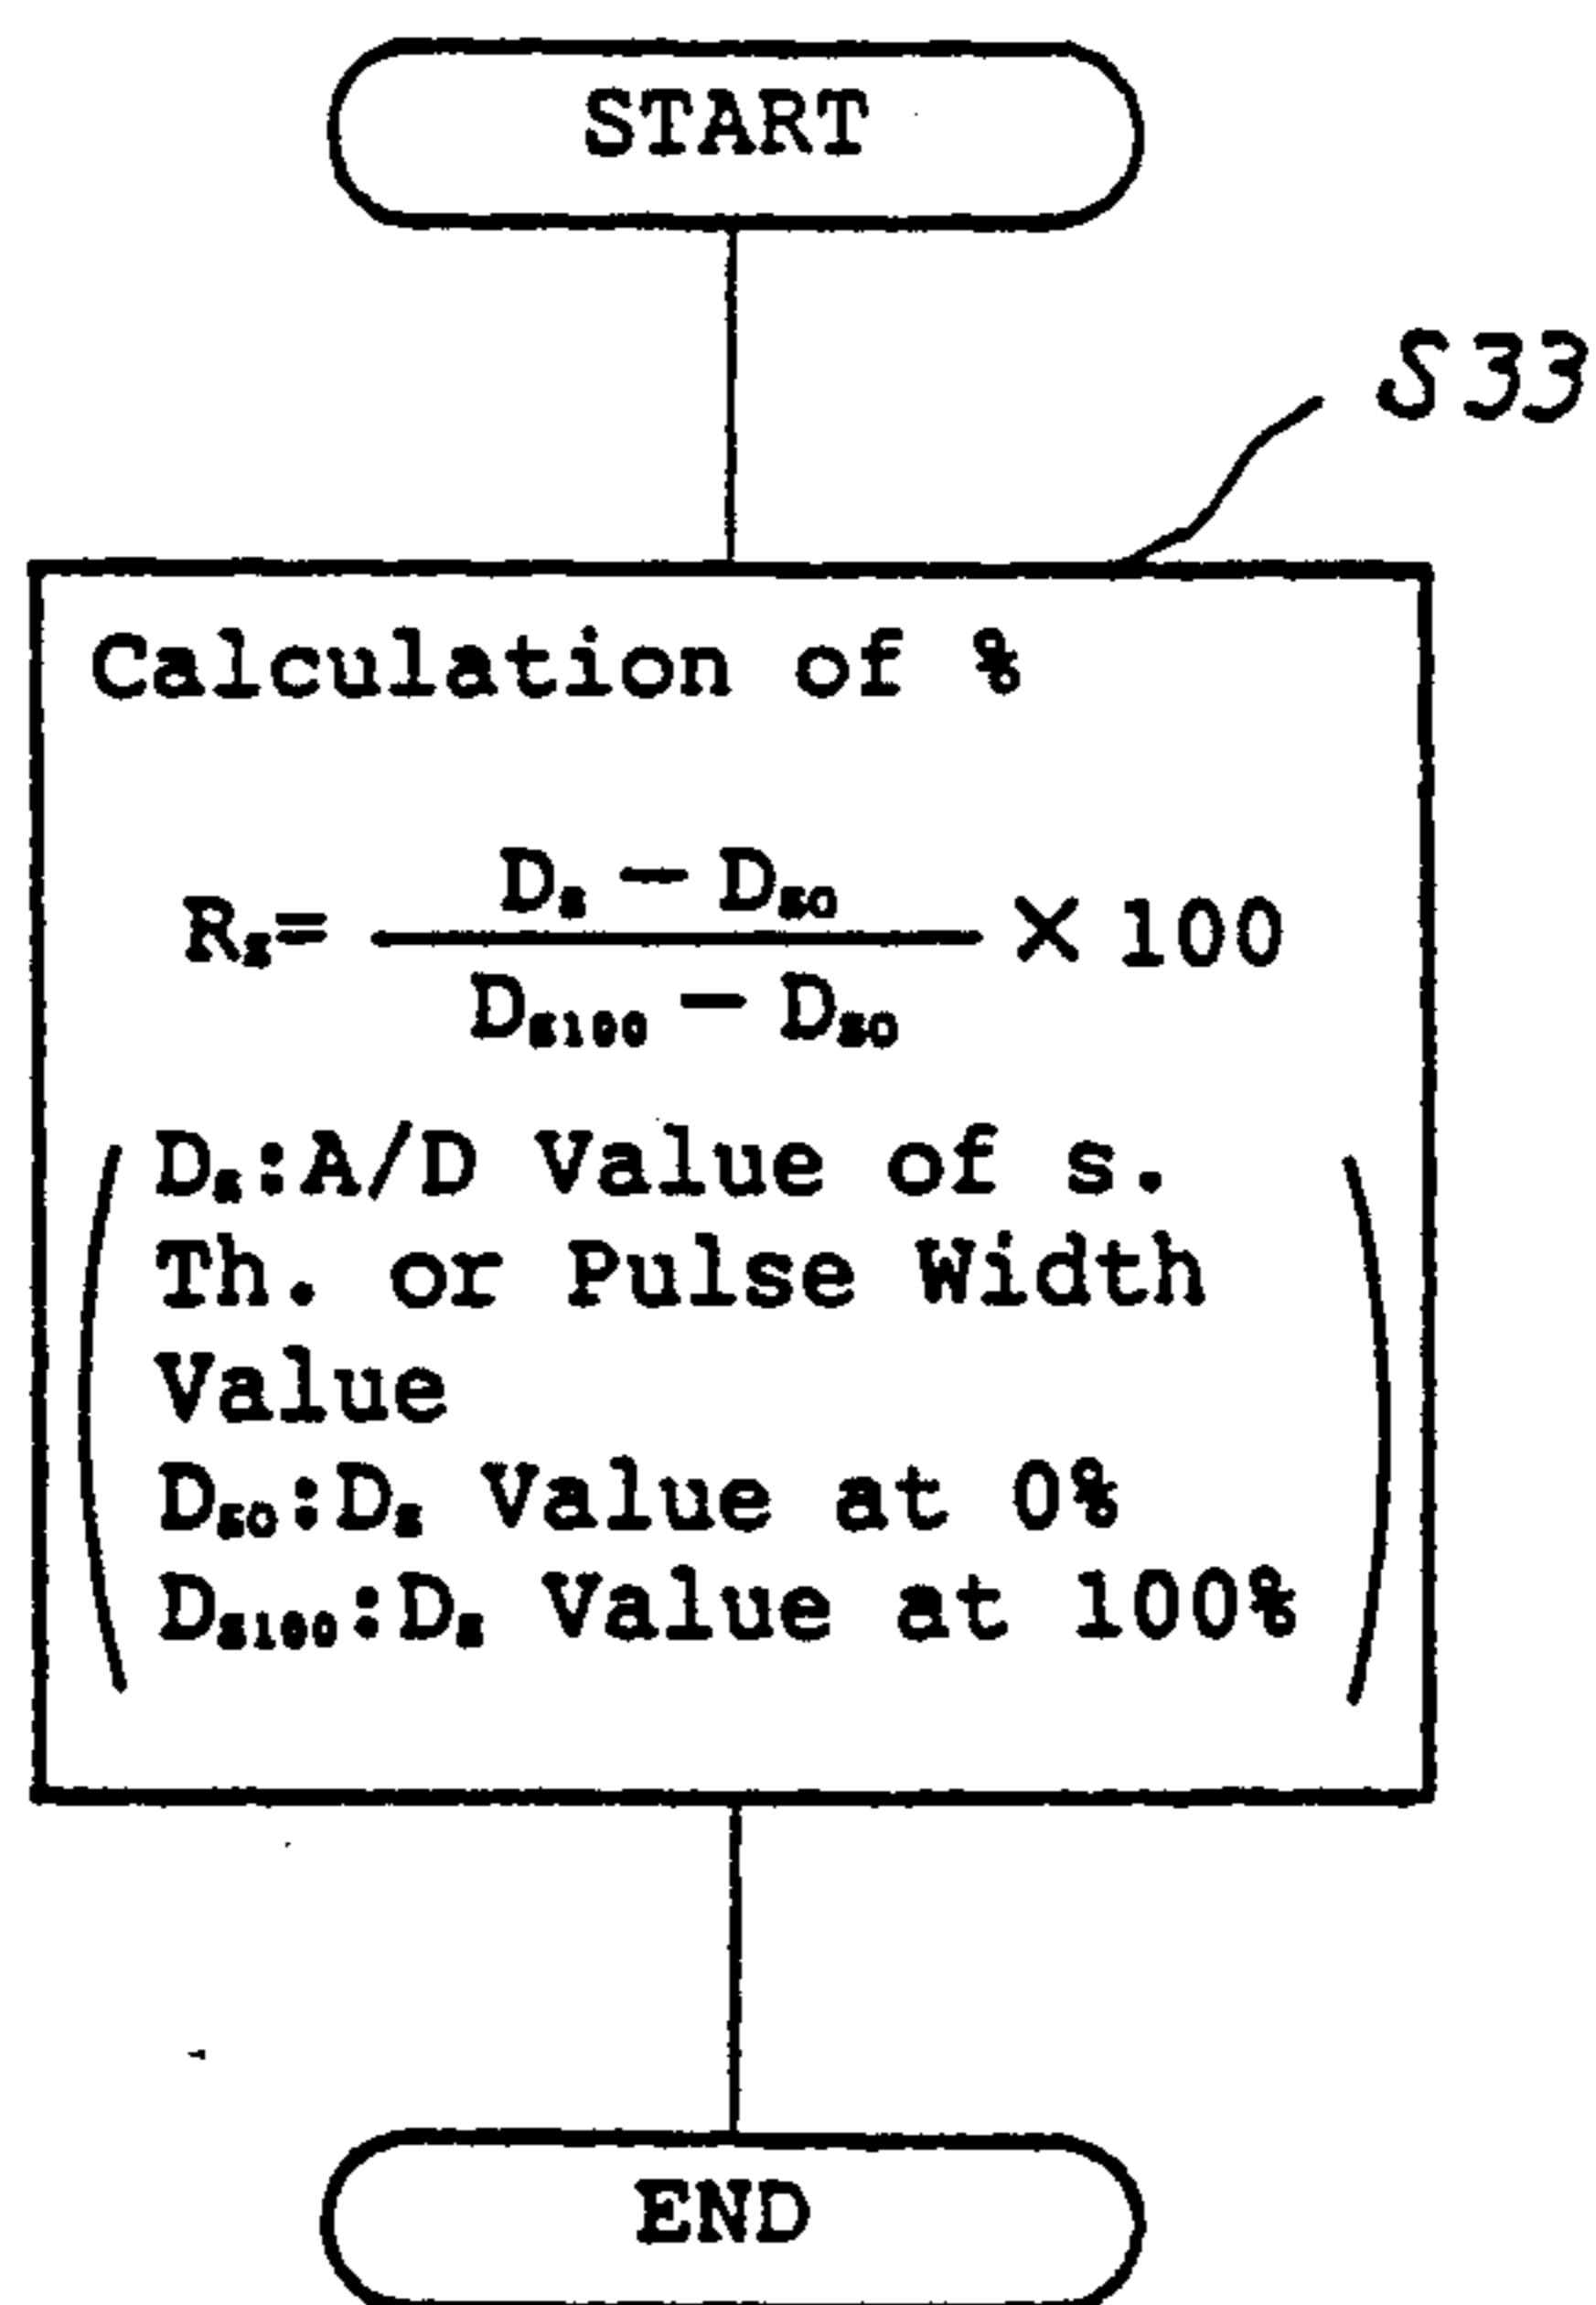 START
S33
Calculation of %
Rs= (Ds − Ds0) / (Ds100 − Ds0) × 100
Ds:A/D Value of s.
Th. or Pulse Width
Value
Ds0:Ds Value at 0%
Ds100:Ds Value at 100%
END